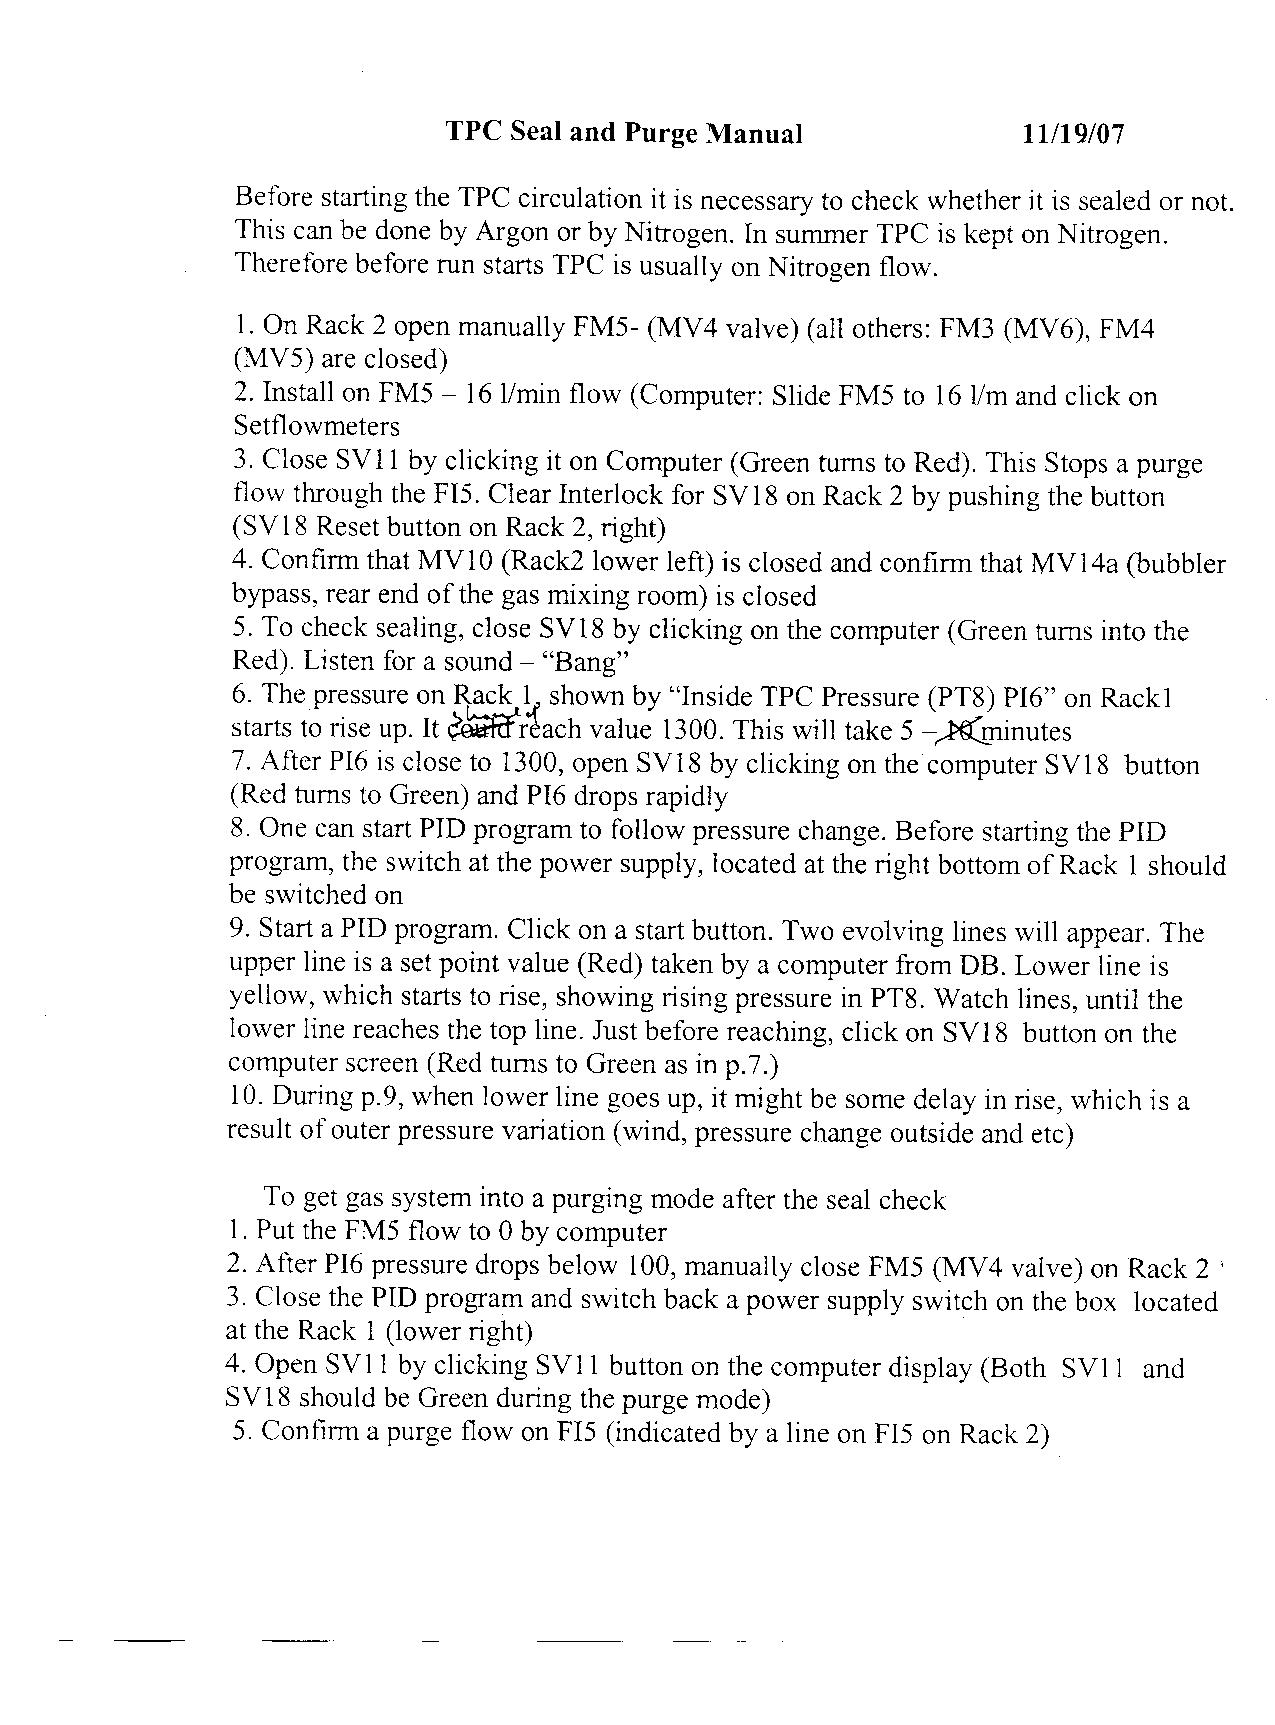 TPC Seal and Purge Manual 11/19/07
Before starting the TPC circulation it is necessary to check whether it is sealed or not.
This can be done by Argon or by Nitrogen. In summer TPC is kept on Nitrogen.
Therefore before run starts TPC is usually on Nitrogen flow.
1. On Rack 2 open manually FM5- (MV4 valve) (all others: FM3 (MV6), FM4
(MV5) are closed)
2. Install on FM5 – 16 l/min flow (Computer: Slide FM5 to 16 l/m and click on
Setflowmeters
3. Close SV11 by clicking it on Computer (Green turns to Red). This Stops a purge
flow through the FI5. Clear Interlock for SV18 on Rack 2 by pushing the button
(SV18 Reset button on Rack 2, right)
4. Confirm that MV10 (Rack2 lower left) is closed and confirm that MV14a (bubbler
bypass, rear end of the gas mixing room) is closed
5. To check sealing, close SV18 by clicking on the computer (Green turns into the
Red). Listen for a sound – “Bang”
6. The pressure on Rack 1, shown by “Inside TPC Pressure (PT8) PI6” on Rack1
starts to rise up. It reach value 1300. This will take 5 – minutes
7. After PI6 is close to 1300, open SV18 by clicking on the computer SV18 button
(Red turns to Green) and PI6 drops rapidly
8. One can start PID program to follow pressure change. Before starting the PID
program, the switch at the power supply, located at the right bottom of Rack 1 should
be switched on
9. Start a PID program. Click on a start button. Two evolving lines will appear. The
upper line is a set point value (Red) taken by a computer from DB. Lower line is
yellow, which starts to rise, showing rising pressure in PT8. Watch lines, until the
lower line reaches the top line. Just before reaching, click on SV18 button on the
computer screen (Red turns to Green as in p.7.)
10. During p.9, when lower line goes up, it might be some delay in rise, which is a
result of outer pressure variation (wind, pressure change outside and etc)
To get gas system into a purging mode after the seal check
1. Put the FM5 flow to 0 by computer
2. After PI6 pressure drops below 100, manually close FM5 (MV4 valve) on Rack 2
3. Close the PID program and switch back a power supply switch on the box located
at the Rack 1 (lower right)
4. Open SV11 by clicking SV11 button on the computer display (Both SV11 and
SV18 should be Green during the purge mode)
5. Confirm a purge flow on FI5 (indicated by a line on FI5 on Rack 2)